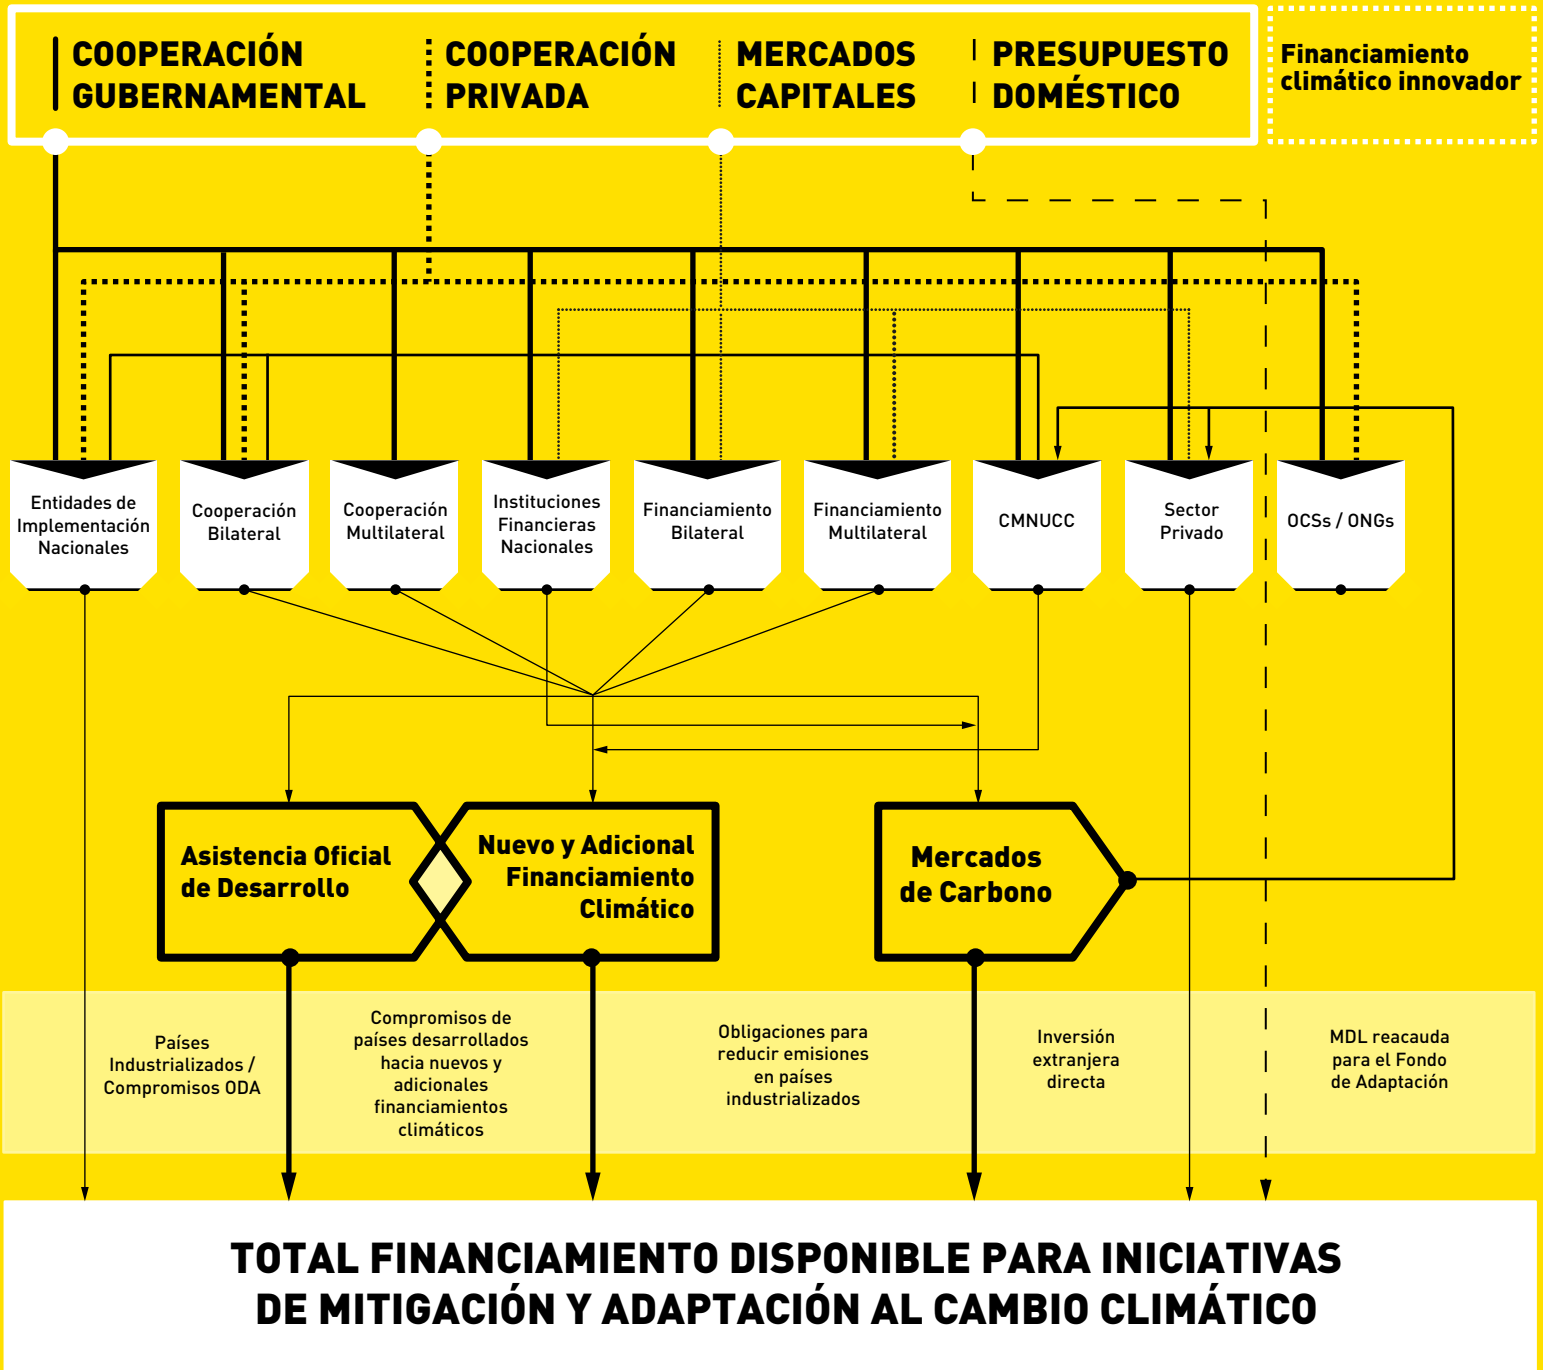 COOPERACIÓN
GUBERNAMENTAL
COOPERACIÓN
PRIVADA
MERCADOS
CAPITALES
PRESUPUESTO
DOMÉSTICO
Financiamiento
climático innovador
Entidades de
Implementación
Nacionales
Cooperación
Bilateral
Cooperación
Multilateral
Instituciones
Financieras
Nacionales
Financiamiento
Bilateral
Financiamiento
Multilateral
CMNUCC
Sector
Privado
OCSs / ONGs
Asistencia Oficial
de Desarrollo
Nuevo y Adicional
Financiamiento
Climático
Mercados
de Carbono
Países
Industrializados /
Compromisos ODA
Compromisos de
países desarrollados
hacia nuevos y
adicionales
financiamientos
climáticos
Obligaciones para
reducir emisiones
en países
industrializados
Inversión
extranjera
directa
MDL reacauda
para el Fondo
de Adaptación
TOTAL FINANCIAMIENTO DISPONIBLE PARA INICIATIVAS
DE MITIGACIÓN Y ADAPTACIÓN AL CAMBIO CLIMÁTICO